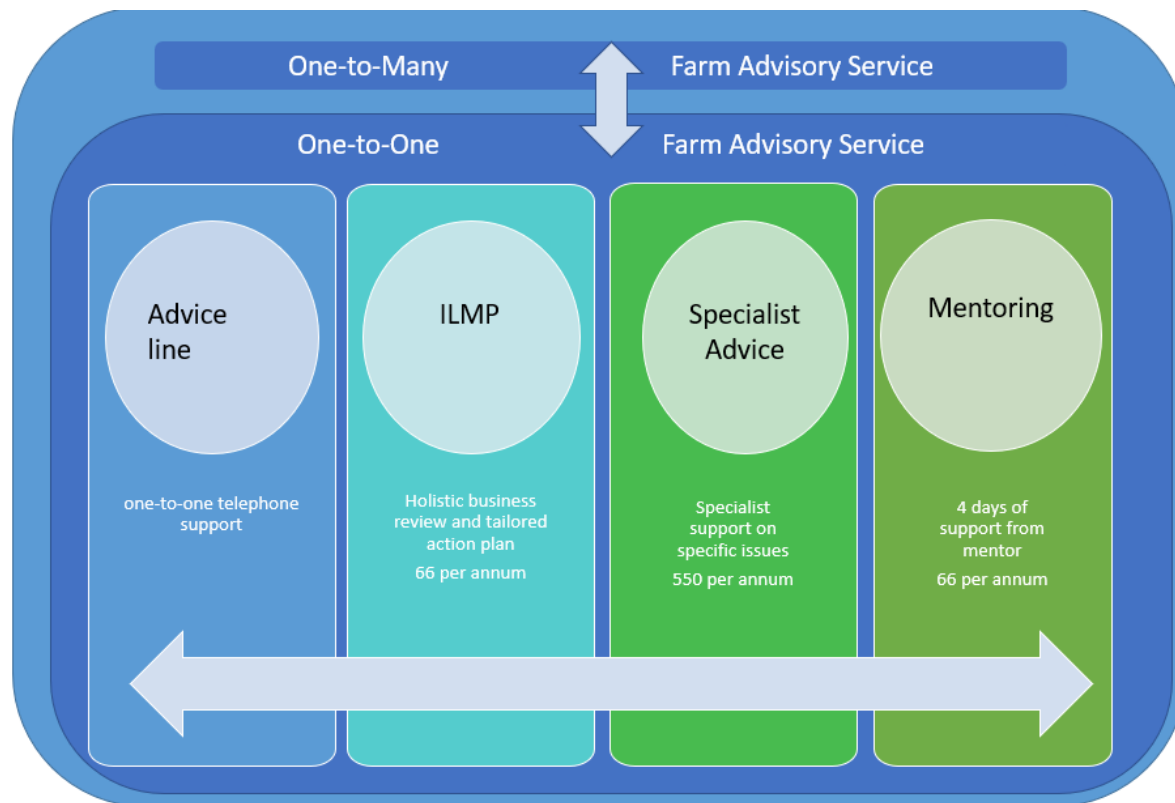 One-to-Many Farm Advisory Service
One-to-One Farm Advisory Service
Advice
line
one-to-one telephone
support
ILMP
Holistic business
review and tailored
action plan
66 per annum
Specialist
Advice
Specialist
support on
specific issues
550 per annum
Mentoring
4 days of
support from
mentor
66 per annum